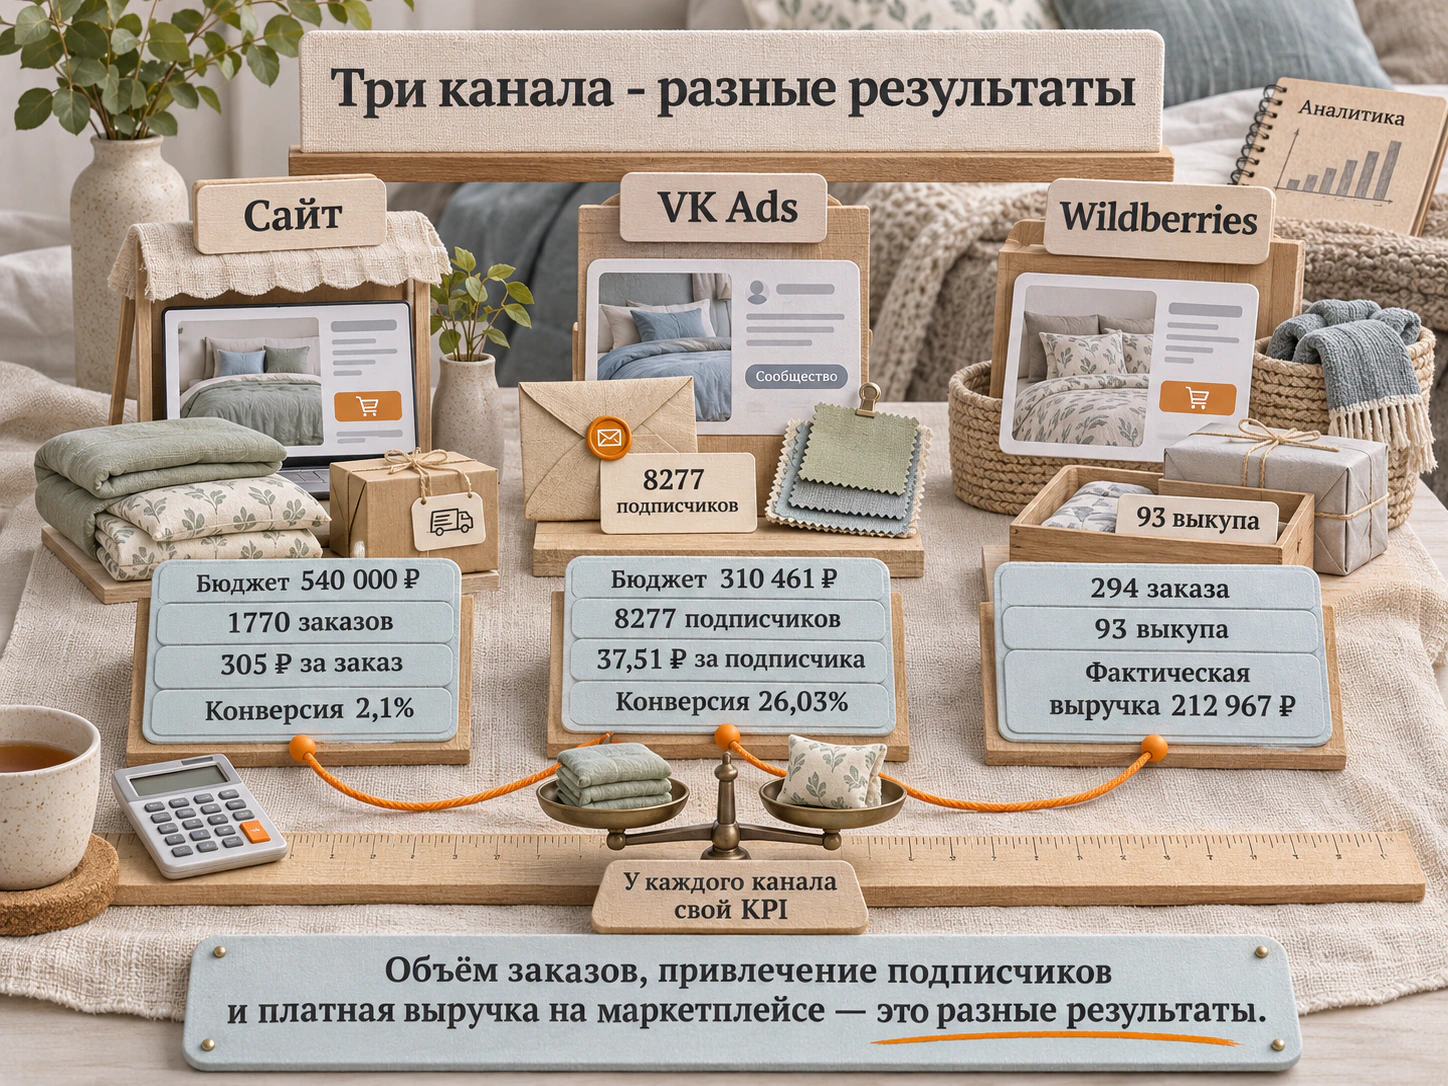 Три канала - разные результаты
Аналитика
Сайт
VK Ads
Wildberries
Сообщество
8277
подписчиков
93 выкупа
Бюджет 540 000 ₽
1770 заказов
305 ₽ за заказ
Конверсия 2,1%
Бюджет 310 461 ₽
8277 подписчиков
37,51 ₽ за подписчика
Конверсия 26,03%
294 заказа
93 выкупа
Фактическая
выручка 212 967 ₽
У каждого канала
свой KPI
Объём заказов, привлечение подписчиков
и платная выручка на маркетплейсе — это разные результаты.